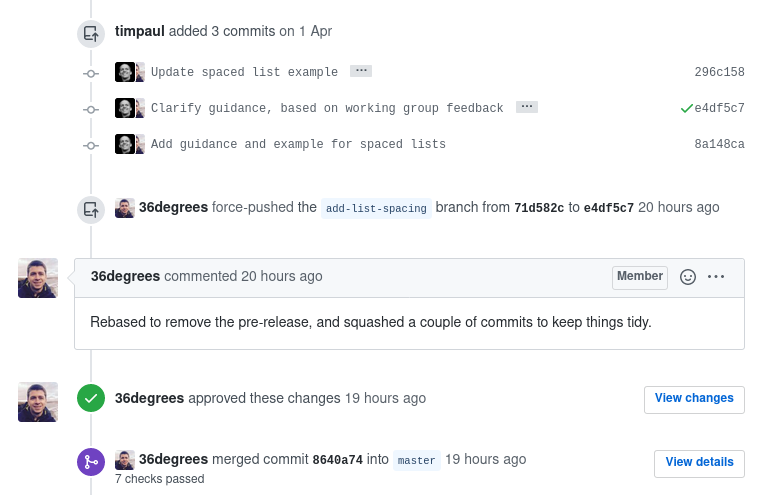 timpaul added 3 commits on 1 Apr
Update spaced list example ... 296c158
Clarify guidance, based on working group feedback ... e4df5c7
Add guidance and example for spaced lists 8a148ca
36degrees force-pushed the add-list-spacing branch from 71d582c to e4df5c7 20 hours ago
36degrees commented 20 hours ago Member
Rebased to remove the pre-release, and squashed a couple of commits to keep things tidy.
36degrees approved these changes 19 hours ago View changes
36degrees merged commit 8640a74 into master 19 hours ago View details
7 checks passed